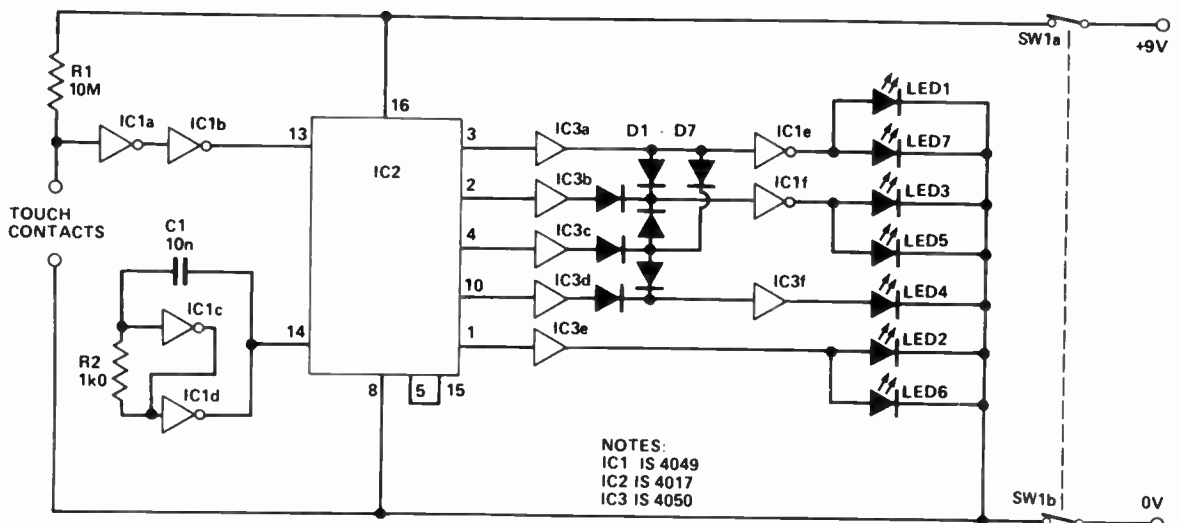 SW1a
+9V
R1
10M
IC1a
IC1b
13
16
IC2
3
2
4
10
1
IC3a
IC3b
IC3c
IC3d
IC3e
D1 - D7
IC1e
IC1f
IC3f
LED1
LED7
LED3
LED5
LED4
LED2
LED6
TOUCH
CONTACTS
C1
10n
IC1c
R2
1k0
IC1d
14
8
5
15
NOTES:
IC1 IS 4049
IC2 IS 4017
IC3 IS 4050
SW1b
0V